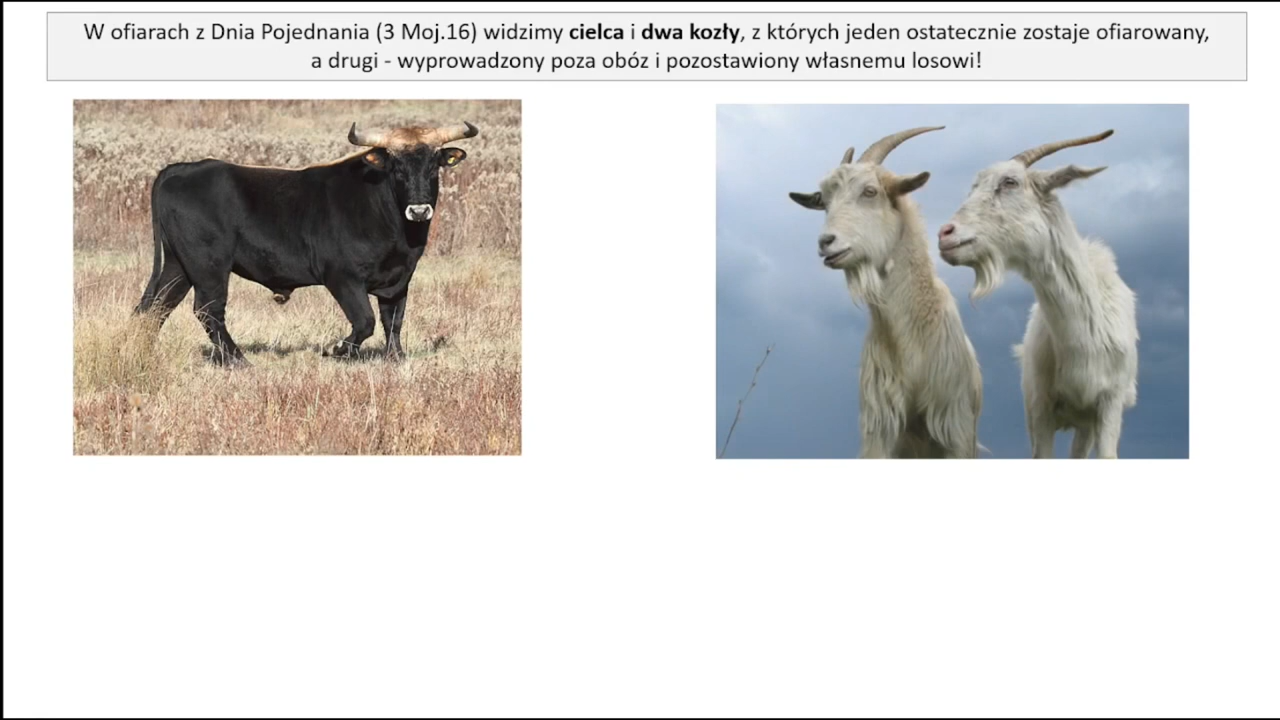 W ofiarach z Dnia Pojednania (3 Moj.16) widzimy cielca i dwa kozły, z których jeden ostatecznie zostaje ofiarowany,
a drugi - wyprowadzony poza obóz i pozostawiony własnemu losowi!